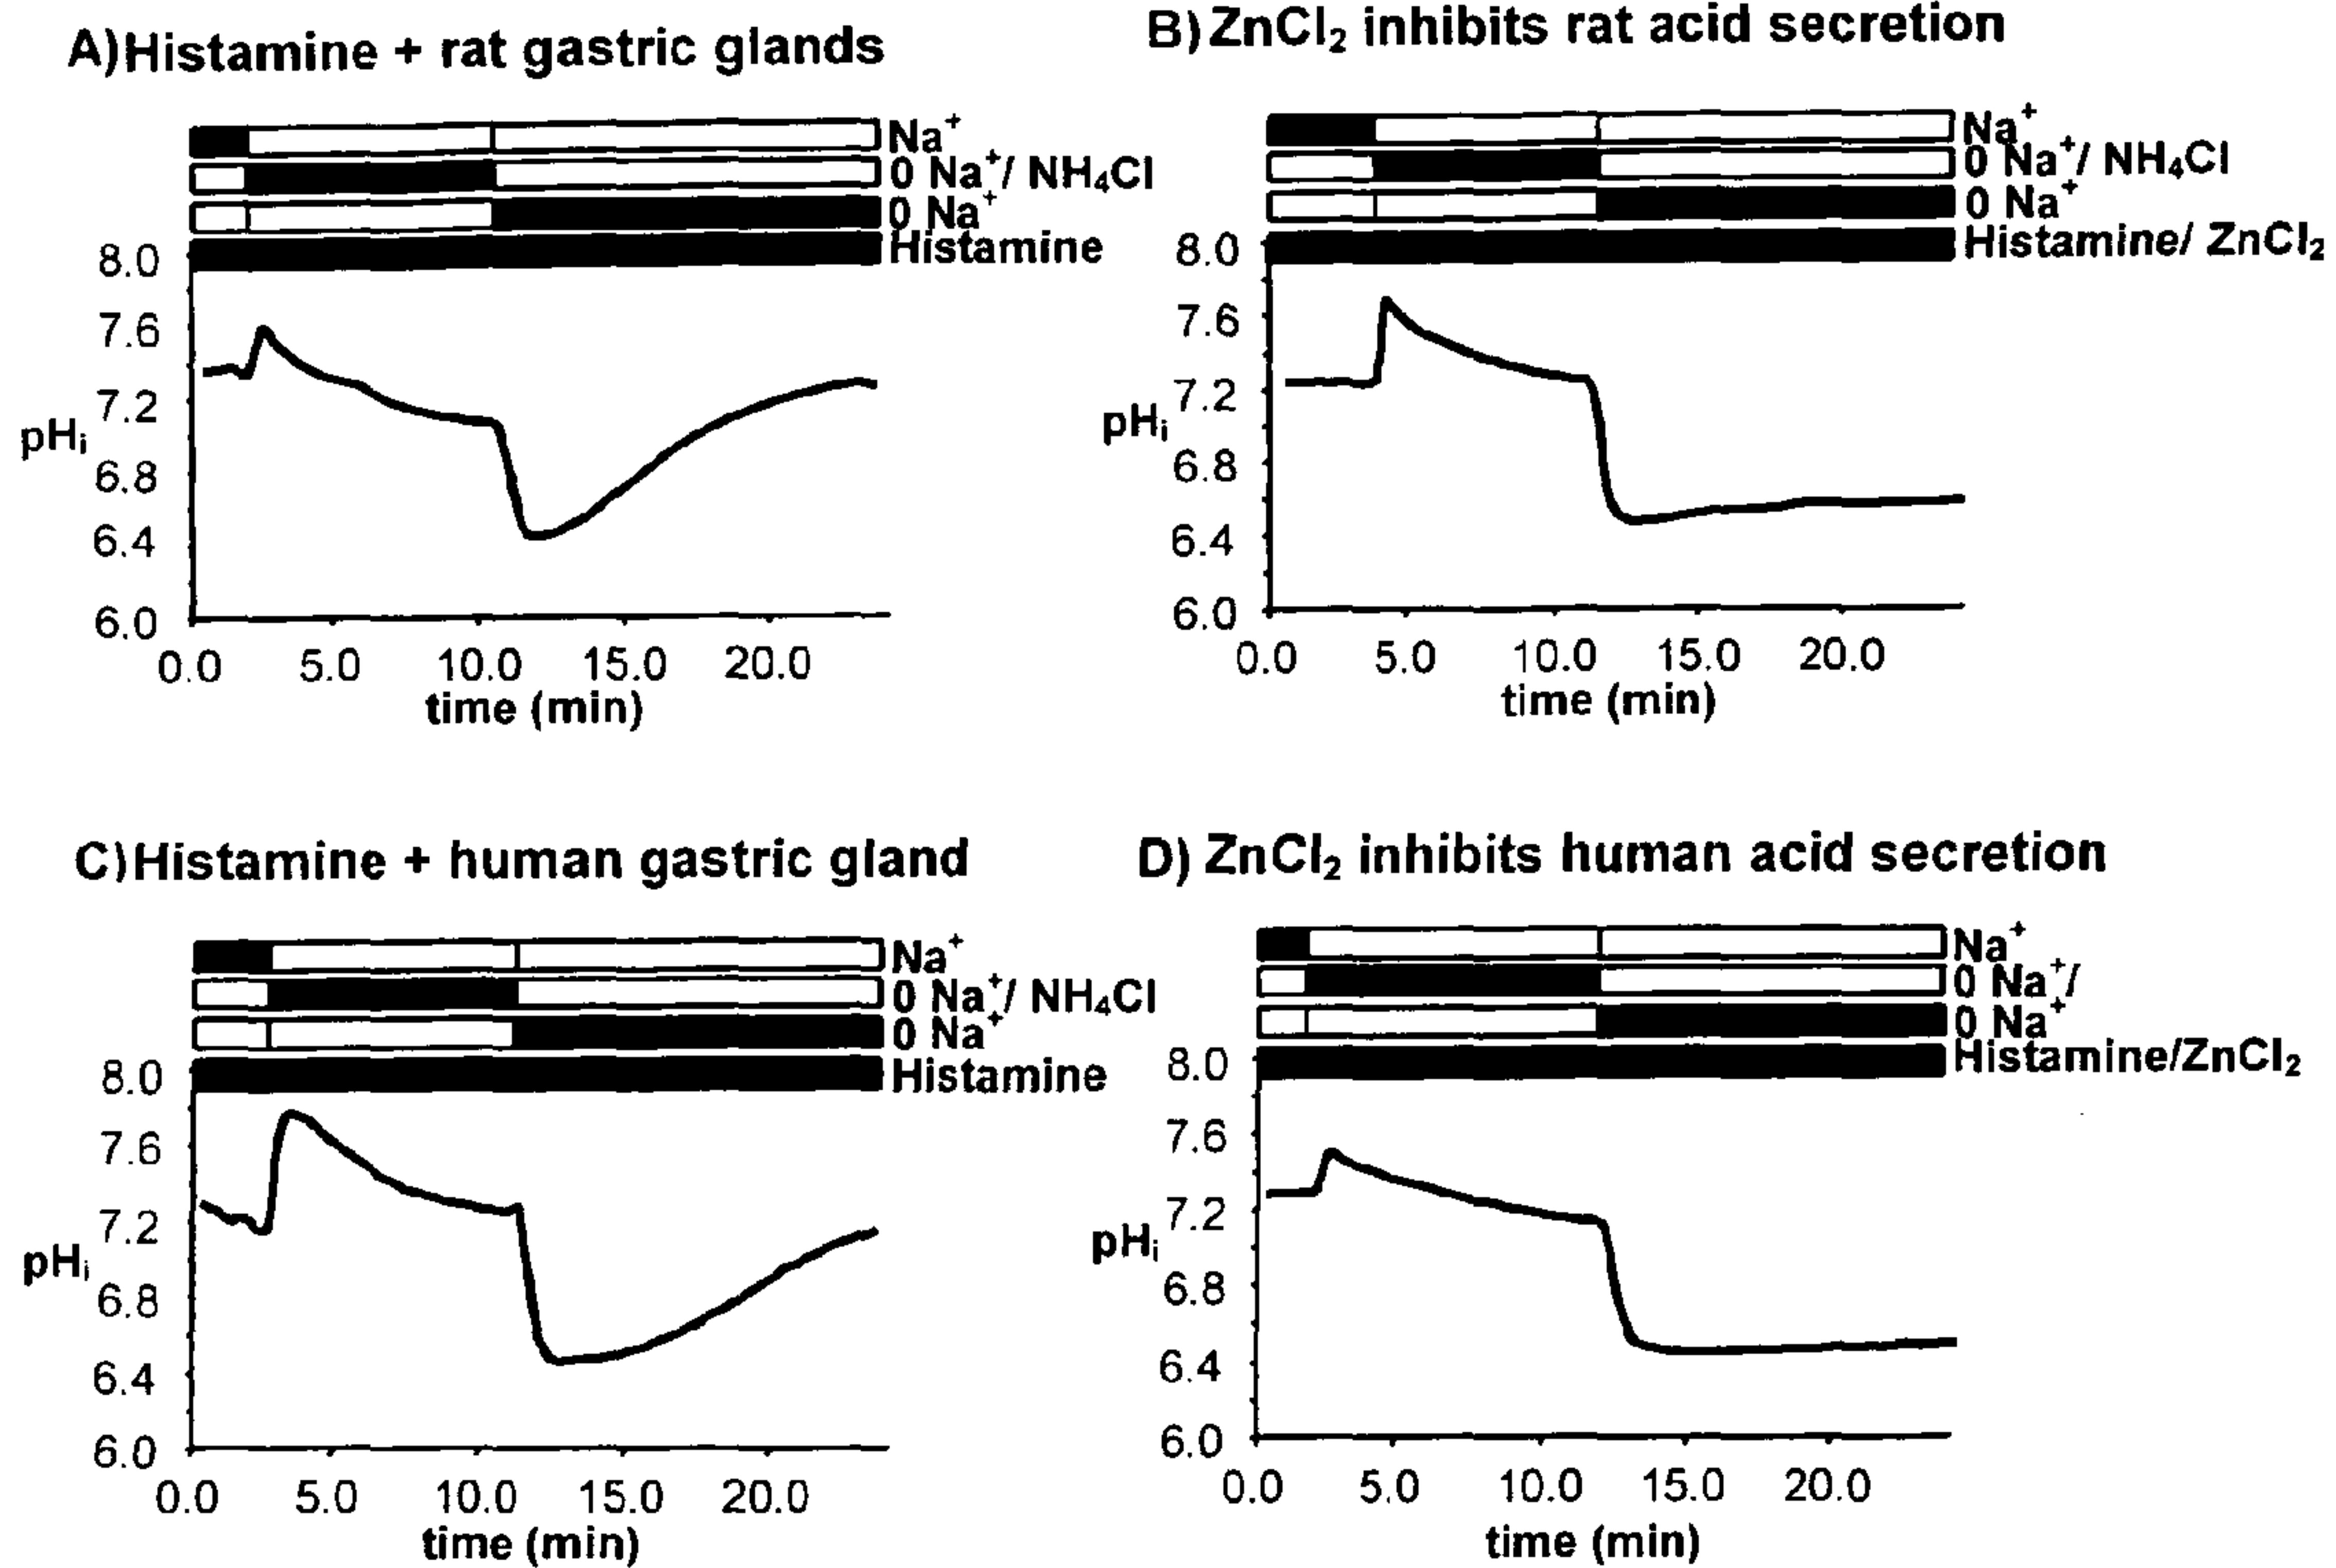 A) Histamine + rat gastric glands
Na⁺
0 Na⁺/ NH₄Cl
0 Na⁺
Histamine
8.0
7.6
7.2
pHᵢ
6.8
6.4
6.0
0.0 5.0 10.0 15.0 20.0
time (min)
B) ZnCl₂ inhibits rat acid secretion
Na⁺
0 Na⁺/ NH₄Cl
0 Na⁺
Histamine/ ZnCl₂
8.0
7.6
7.2
pHᵢ
6.8
6.4
6.0
0.0 5.0 10.0 15.0 20.0
time (min)
C) Histamine + human gastric gland
Na⁺
0 Na⁺/ NH₄Cl
0 Na⁺
Histamine
8.0
7.6
7.2
pHᵢ
6.8
6.4
6.0
0.0 5.0 10.0 15.0 20.0
time (min)
D) ZnCl₂ inhibits human acid secretion
Na⁺
0 Na⁺/
0 Na⁺
Histamine/ZnCl₂
8.0
7.6
7.2
pHᵢ
6.8
6.4
6.0
0.0 5.0 10.0 15.0 20.0
time (min)